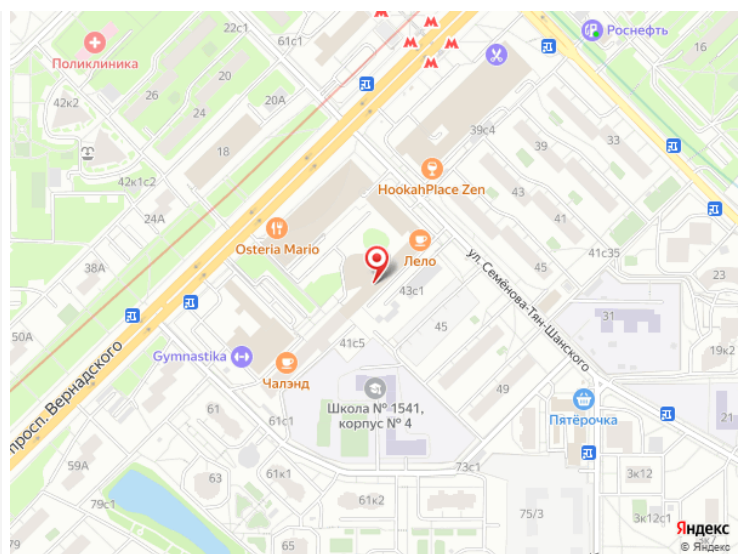 22с1
61с1
Роснефть
16
Поликлиника
26
42к2
24
20А
39с4
33
18
39
42к1с2
HookahPlace Zen
43
24А
41
Osteria Mario
Лело
41с35
38А
45
23
43с1
ул. Семёнова-Тян-Шанского
31
50А
45
просп. Вернадского
Gymnastika
41с5
19к2
Чалэнд
49
61
Школа № 1541,
корпус № 4
Пятёрочка
61с1
21
59А
63
61к1
73с1
3к12
79с1
61к2
75/3
3к12с1
79
Яндекс
© Яндекс